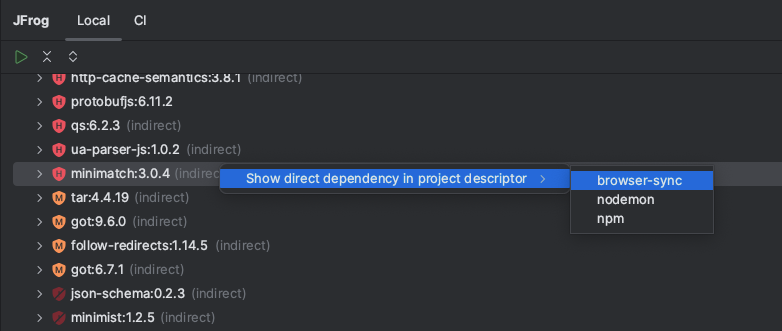 JFrog Local CI
http-cache-semantics:3.8.1 (indirect)
H protobufjs:6.11.2
H qs:6.2.3 (indirect)
H ua-parser-js:1.0.2 (indirect)
H minimatch:3.0.4 (indirec
Show direct dependency in project descriptor
browser-sync
nodemon
npm
M tar:4.4.19 (indirect)
M got:9.6.0 (indirect)
M follow-redirects:1.14.5 (indirect)
M got:6.7.1 (indirect)
json-schema:0.2.3 (indirect)
minimist:1.2.5 (indirect)